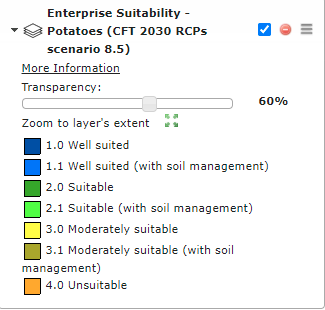 Enterprise Suitability -
Potatoes (CFT 2030 RCPs
scenario 8.5)
More Information
Transparency:
60%
Zoom to layer's extent
1.0 Well suited
1.1 Well suited (with soil management)
2.0 Suitable
2.1 Suitable (with soil management)
3.0 Moderately suitable
3.1 Moderately suitable (with soil
management)
4.0 Unsuitable